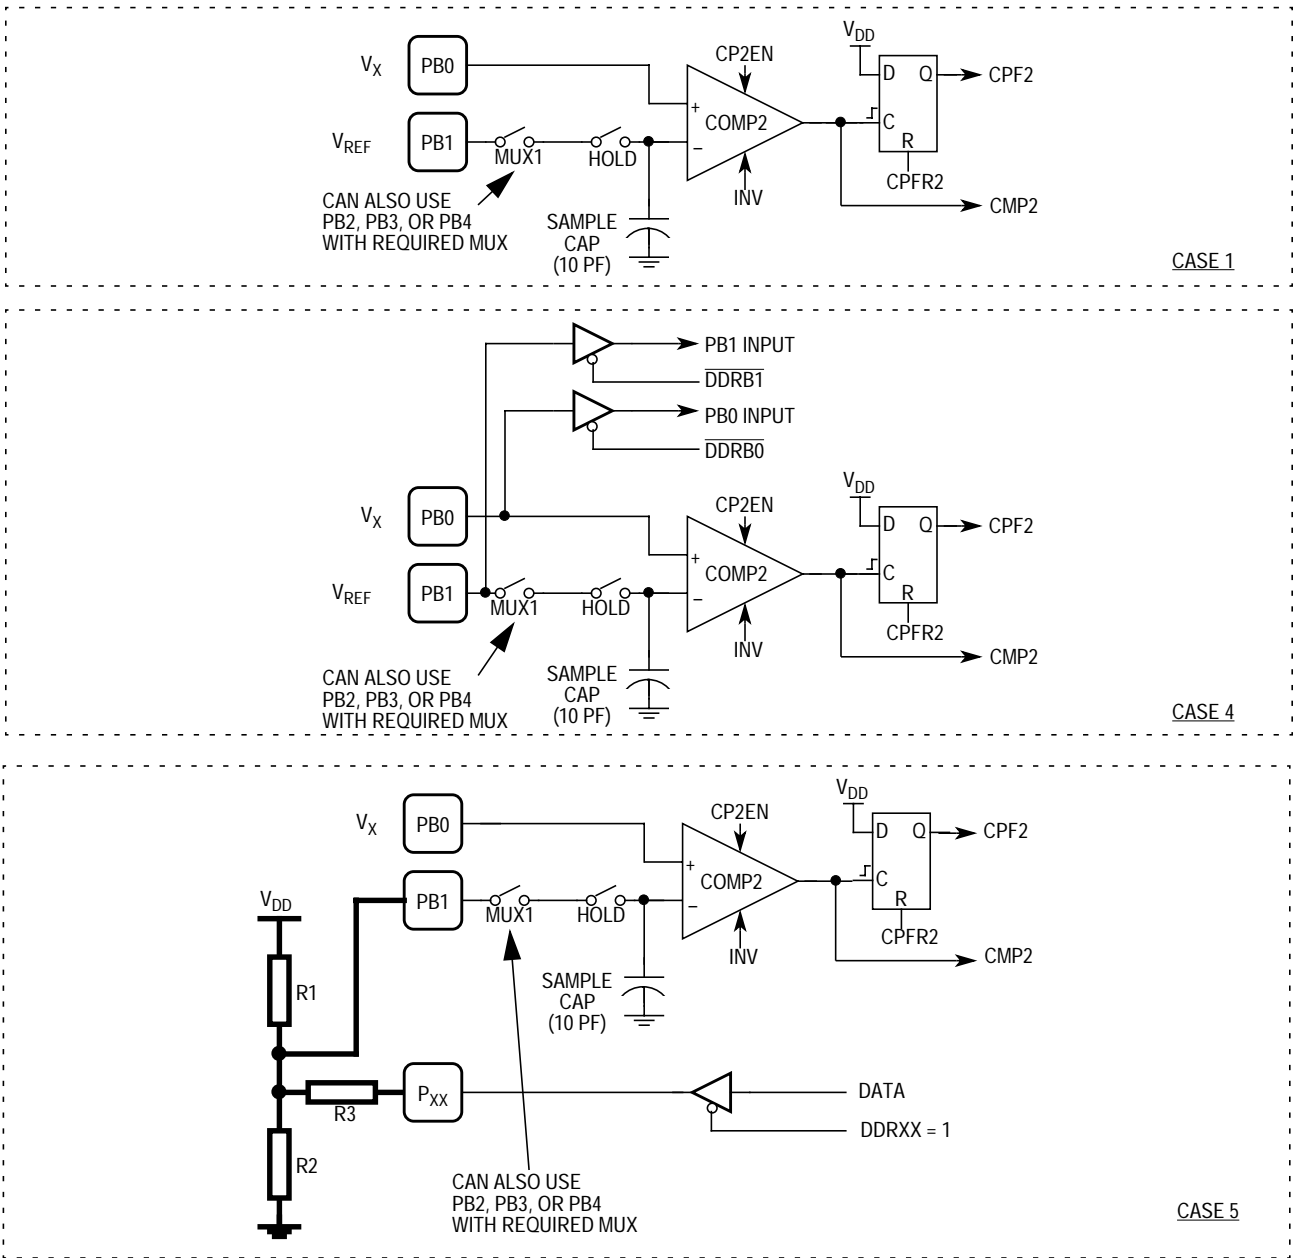 VDD
CP2EN
VX
PB0
D
Q
CPF2
+
COMP2
C
VREF
PB1
MUX1
HOLD
−
R
CPFR2
INV
CMP2
CAN ALSO USE
PB2, PB3, OR PB4
WITH REQUIRED MUX
SAMPLE
CAP
(10 PF)
CASE 1
PB1 INPUT
DDRB1
PB0 INPUT
DDRB0
VDD
CP2EN
VX
PB0
D
Q
CPF2
+
COMP2
C
VREF
PB1
MUX1
HOLD
−
R
CPFR2
INV
CMP2
CAN ALSO USE
PB2, PB3, OR PB4
WITH REQUIRED MUX
SAMPLE
CAP
(10 PF)
CASE 4
VDD
CP2EN
VX
PB0
D
Q
CPF2
+
COMP2
C
VDD
PB1
MUX1
HOLD
−
R
CPFR2
INV
CMP2
R1
SAMPLE
CAP
(10 PF)
PXX
R3
DATA
DDRXX = 1
R2
CAN ALSO USE
PB2, PB3, OR PB4
WITH REQUIRED MUX
CASE 5